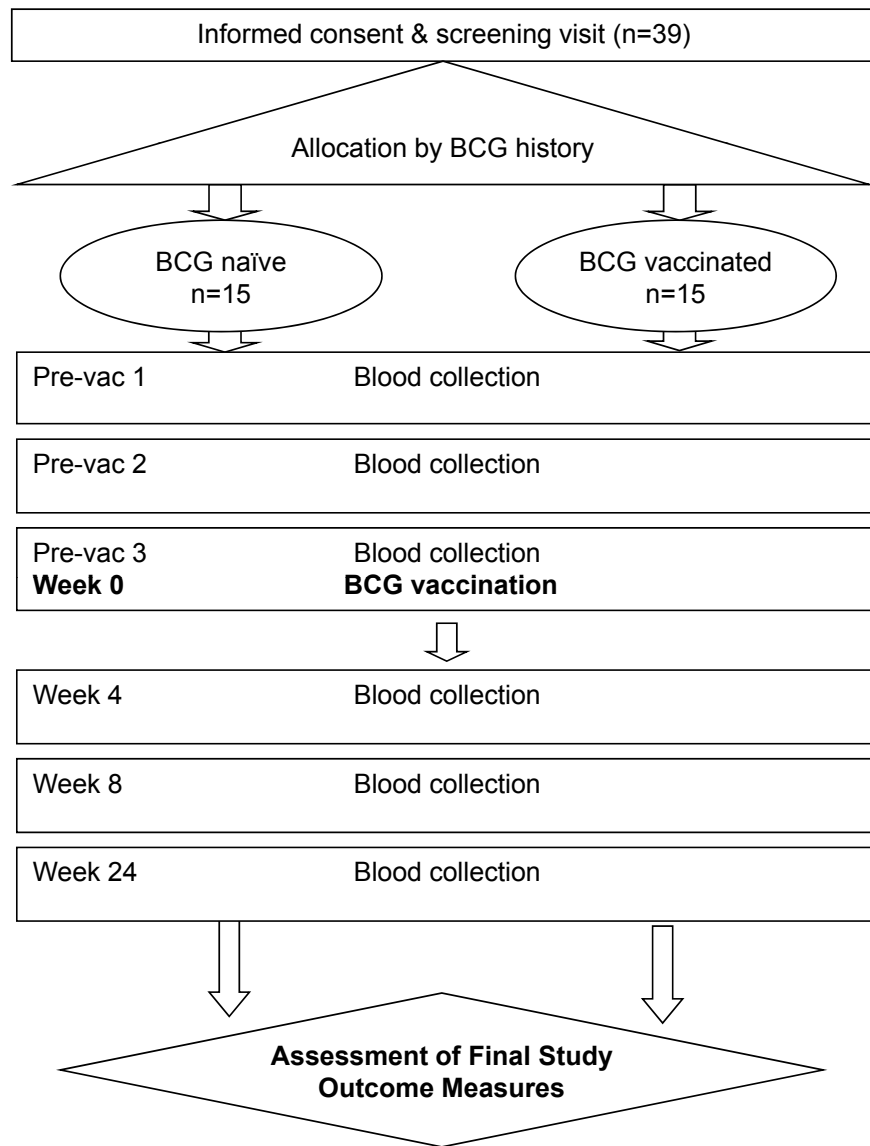 Informed consent & screening visit (n=39)
Allocation by BCG history
BCG naïve
n=15
BCG vaccinated
n=15
Pre-vac 1 Blood collection
Pre-vac 2 Blood collection
Pre-vac 3 Blood collection
Week 0 BCG vaccination
Week 4 Blood collection
Week 8 Blood collection
Week 24 Blood collection
Assessment of Final Study
Outcome Measures